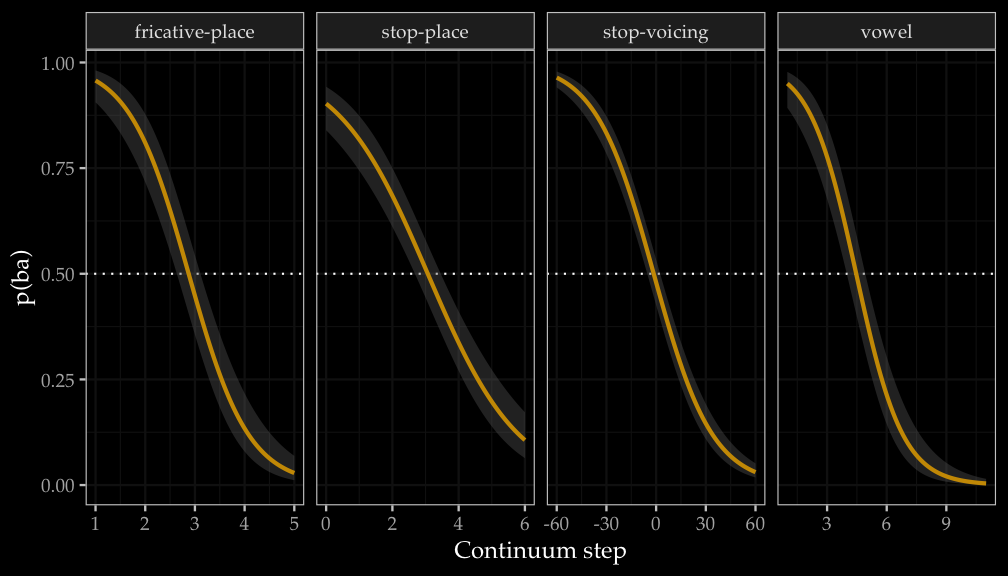 fricative-place stop-place stop-voicing vowel
1.00
0.75
0.50
0.25
0.00
p(ba)
1 2 3 4 5 0 2 4 6 -60 -30 0 30 60 3 6 9
Continuum step